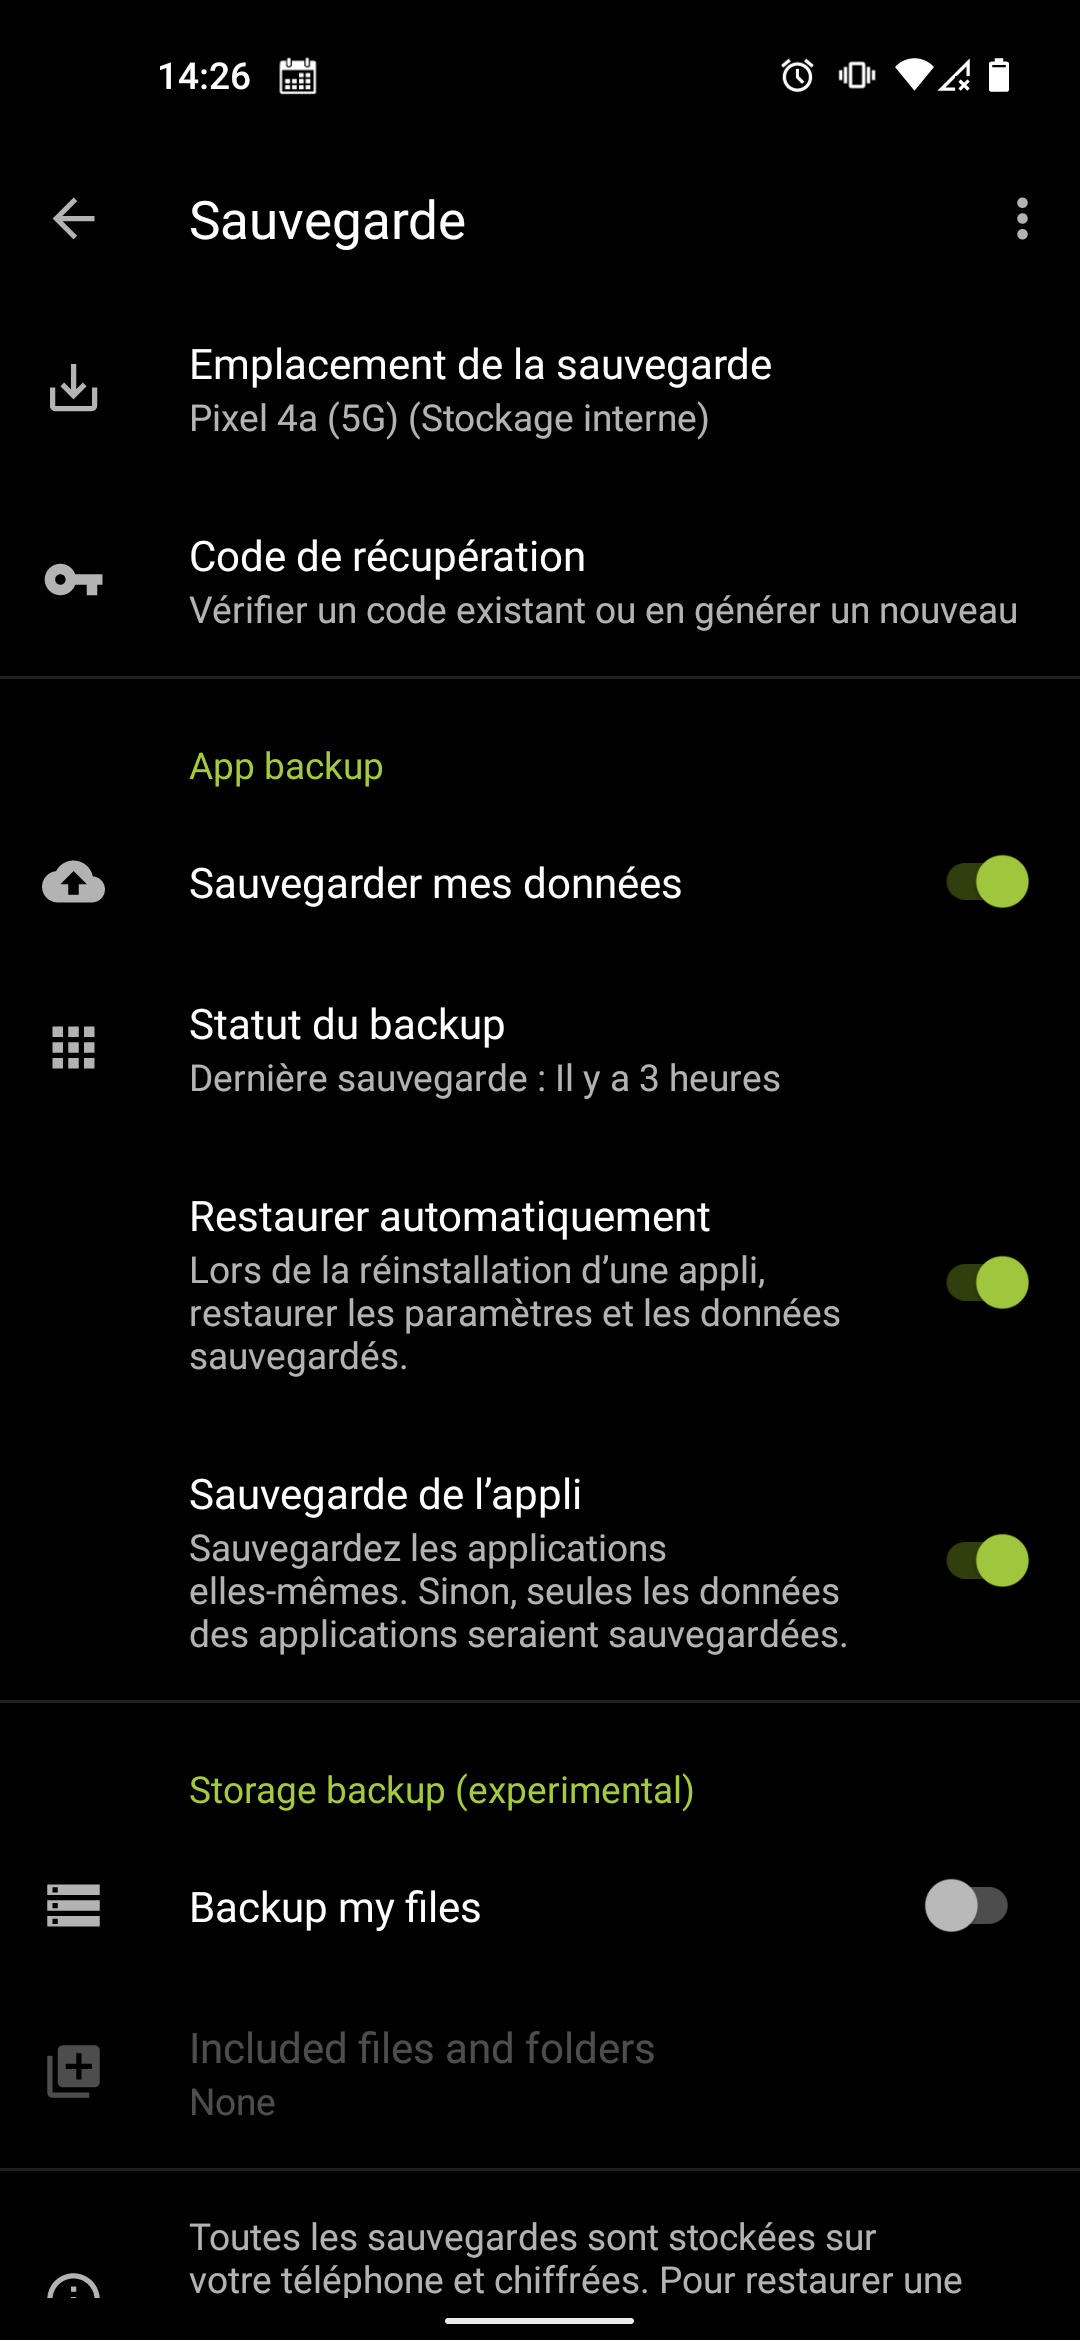 14:26
Sauvegarde
Emplacement de la sauvegarde
Pixel 4a (5G) (Stockage interne)
Code de récupération
Vérifier un code existant ou en générer un nouveau
App backup
Sauvegarder mes données
Statut du backup
Dernière sauvegarde : Il y a 3 heures
Restaurer automatiquement
Lors de la réinstallation d’une appli,
restaurer les paramètres et les données
sauvegardés.
Sauvegarde de l’appli
Sauvegardez les applications
elles-mêmes. Sinon, seules les données
des applications seraient sauvegardées.
Storage backup (experimental)
Backup my files
Included files and folders
None
Toutes les sauvegardes sont stockées sur
votre téléphone et chiffrées. Pour restaurer une